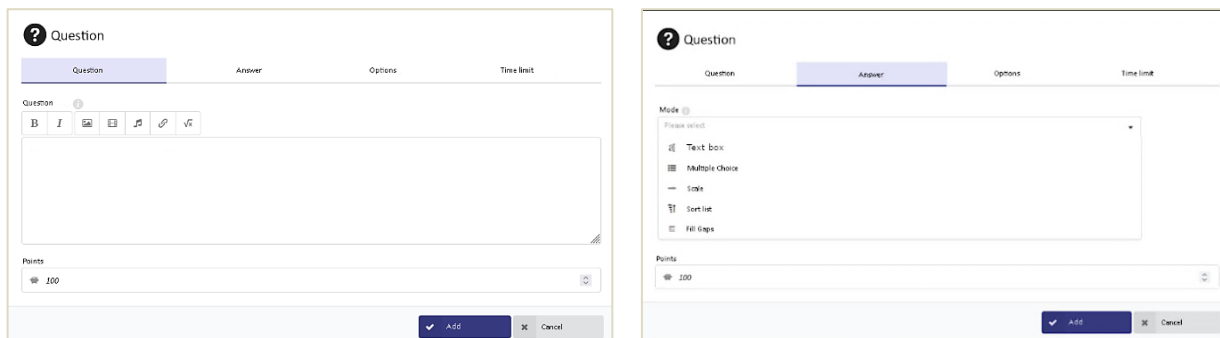 ? Question
Question Answer Options Time limit
Question
B I √x
Points
100
Add Cancel
? Question
Question Answer Options Time limit
Mode
Please select
Text box
Multiple Choice
Scale
Sort list
Fill Gaps
Points
100
Add Cancel